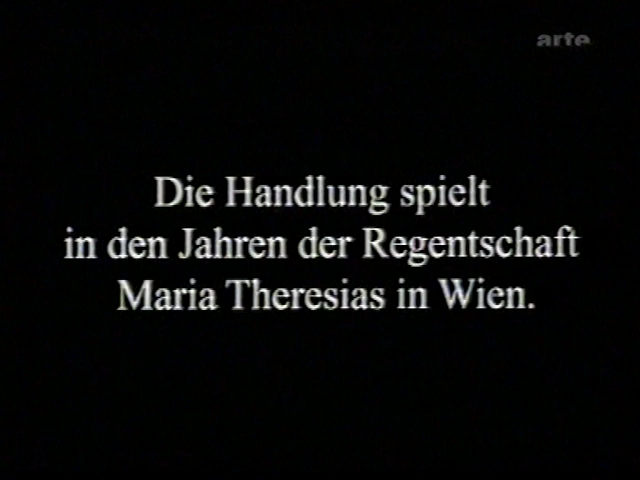 arte
Die Handlung spielt
in den Jahren der Regentschaft
Maria Theresias in Wien.